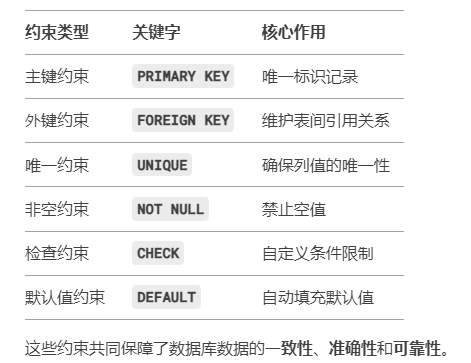 约束类型 关键字 核心作用
主键约束 PRIMARY KEY 唯一标识记录
外键约束 FOREIGN KEY 维护表间引用关系
唯一约束 UNIQUE 确保列值的唯一性
非空约束 NOT NULL 禁止空值
检查约束 CHECK 自定义条件限制
默认值约束 DEFAULT 自动填充默认值
这些约束共同保障了数据库数据的一致性、准确性和可靠性。